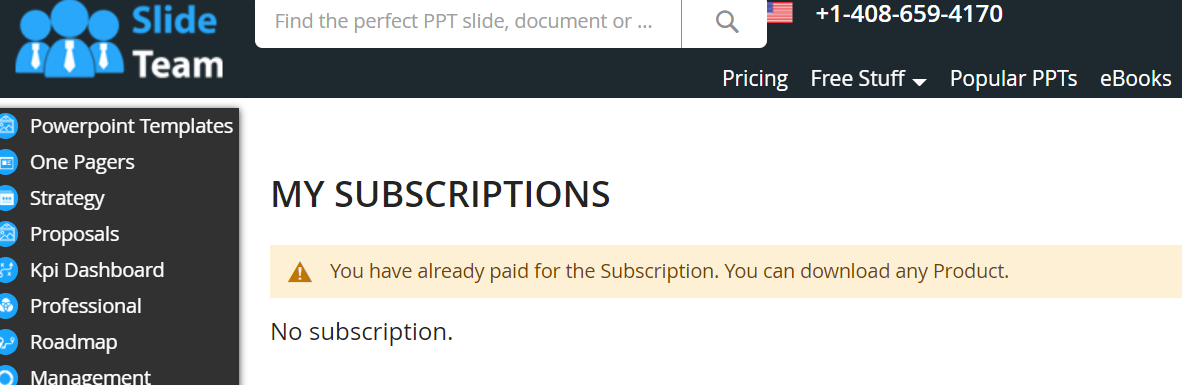 Slide
Team
Find the perfect PPT slide, document or ...
+1-408-659-4170
Pricing Free Stuff Popular PPTs eBooks
Powerpoint Templates
One Pagers
Strategy
Proposals
Kpi Dashboard
Professional
Roadmap
Management
MY SUBSCRIPTIONS
You have already paid for the Subscription. You can download any Product.
No subscription.